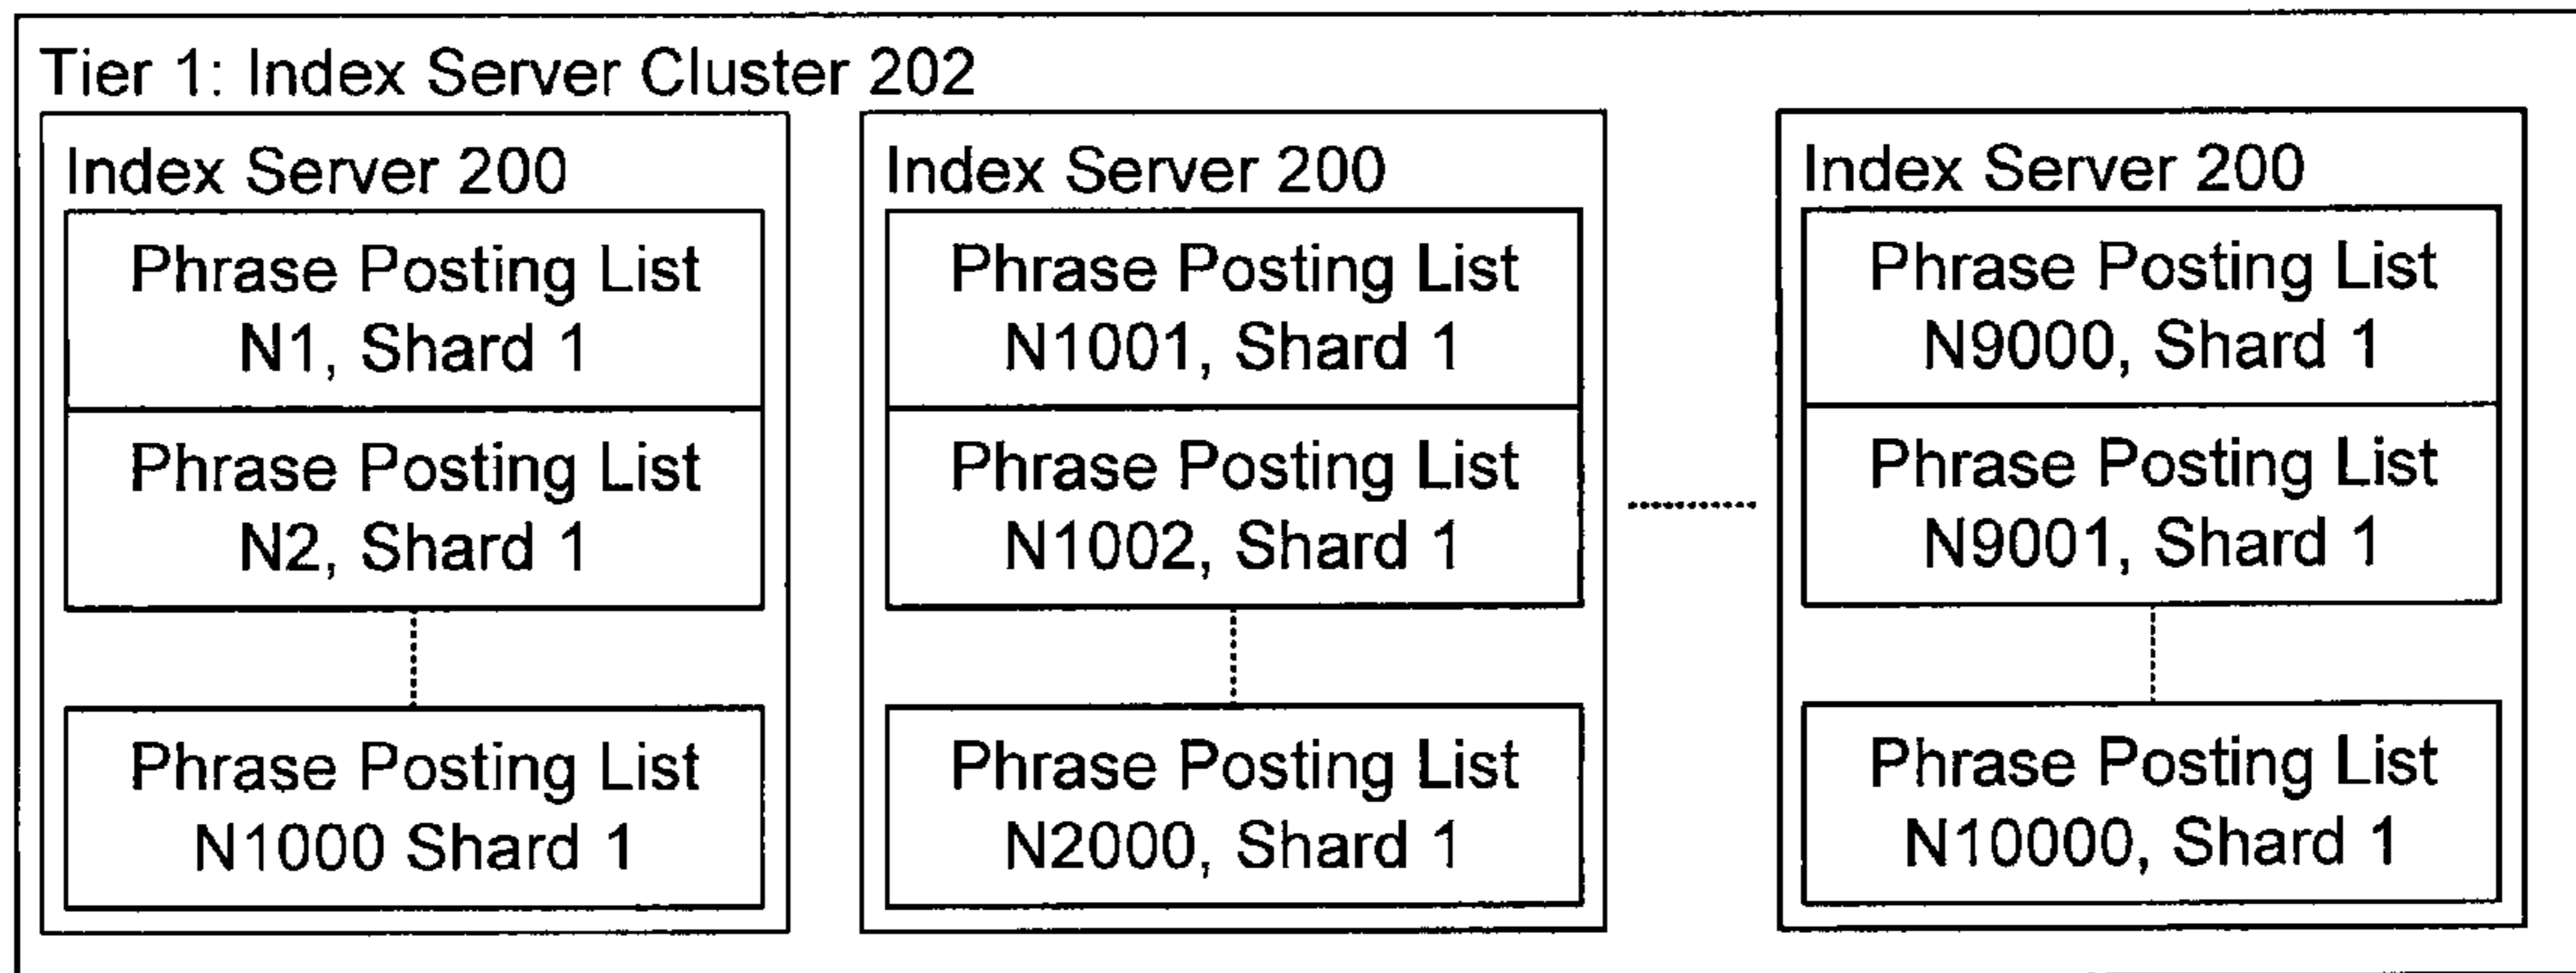 Tier 1: Index Server Cluster 202
Index Server 200
Phrase Posting List
N1, Shard 1
Phrase Posting List
N2, Shard 1
Phrase Posting List
N1000 Shard 1
Index Server 200
Phrase Posting List
N1001, Shard 1
Phrase Posting List
N1002, Shard 1
Phrase Posting List
N2000, Shard 1
Index Server 200
Phrase Posting List
N9000, Shard 1
Phrase Posting List
N9001, Shard 1
Phrase Posting List
N10000, Shard 1